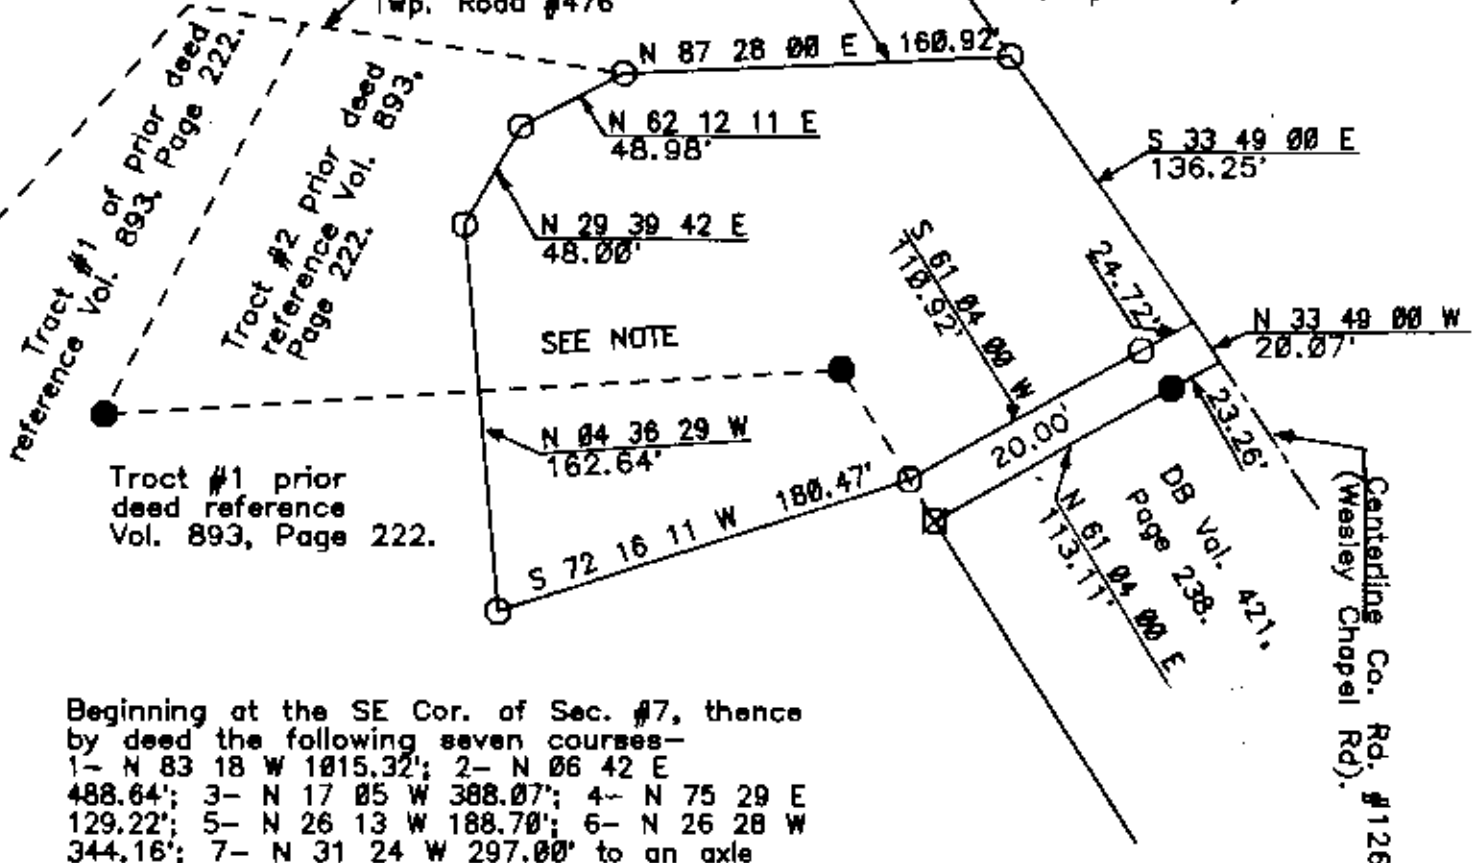 Twp. Road #476
N 87 28 00 E 160.92'
Tract #1 of prior deed
reference Vol. 893, Page 222.
Tract #2 prior deed
reference Vol. 893,
Page 222.
N 62 12 11 E
48.98'
S 33 49 00 E
136.25'
N 29 39 42 E
48.00'
S 61 04 00 W
110.92'
24.72'
N 33 49 00 W
20.07'
SEE NOTE
N 04 36 29 W
162.64'
20.00'
23.26'
Tract #1 prior
deed reference
Vol. 893, Page 222.
S 72 16 11 W 180.47'
N 61 04 00 E
113.11'
DB Vol. 421,
Page 238.
Centerline Co. Rd. #126
(Wesley Chapel Rd).
Beginning at the SE Cor. of Sec. #7, thence
by deed the following seven courses-
1- N 83 18 W 1015.32'; 2- N 06 42 E
488.64'; 3- N 17 05 W 388.07'; 4- N 75 29 E
129.22'; 5- N 26 13 W 188.70'; 6- N 26 28 W
344.16'; 7- N 31 24 W 297.00' to an axle